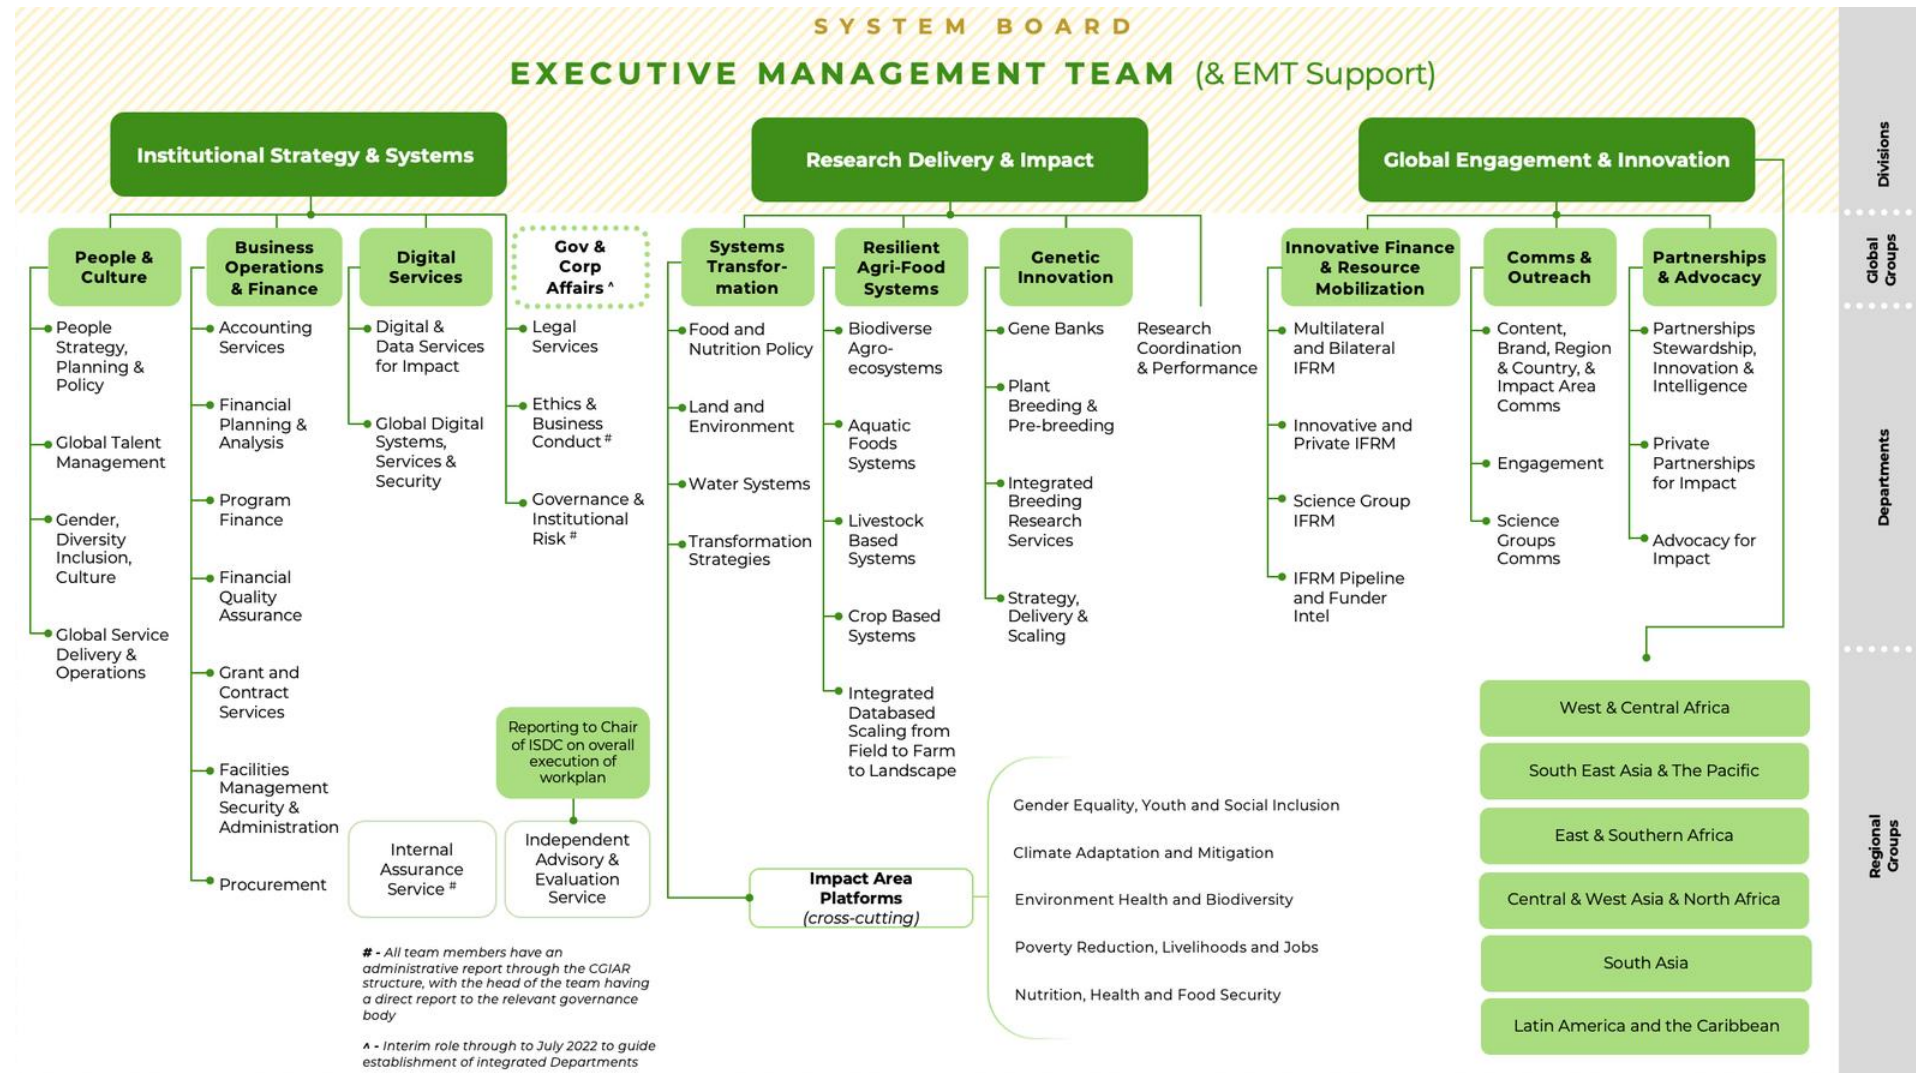 SYSTEM BOARD
EXECUTIVE MANAGEMENT TEAM (& EMT Support)
Institutional Strategy & Systems
Research Delivery & Impact
Global Engagement & Innovation
Divisions
People &
Culture
Business
Operations
& Finance
Digital
Services
Gov &
Corp
Affairs ^
Systems
Transfor-
mation
Resilient
Agri-Food
Systems
Genetic
Innovation
Innovative Finance
& Resource
Mobilization
Comms &
Outreach
Partnerships
& Advocacy
Global
Groups
People
Strategy,
Planning &
Policy
Global Talent
Management
Gender,
Diversity
Inclusion,
Culture
Global Service
Delivery &
Operations
Accounting
Services
Financial
Planning &
Analysis
Program
Finance
Financial
Quality
Assurance
Grant and
Contract
Services
Facilities
Management
Security &
Administration
Procurement
Digital &
Data Services
for Impact
Global Digital
Systems,
Services &
Security
Legal
Services
Ethics &
Business
Conduct #
Governance &
Institutional
Risk #
Food and
Nutrition Policy
Land and
Environment
Water Systems
Transformation
Strategies
Biodiverse
Agro-
ecosystems
Aquatic
Foods
Systems
Livestock
Based
Systems
Crop Based
Systems
Integrated
Databased
Scaling from
Field to Farm
to Landscape
Gene Banks
Plant
Breeding &
Pre-breeding
Integrated
Breeding
Research
Services
Strategy,
Delivery &
Scaling
Research
Coordination
& Performance
Multilateral
and Bilateral
IFRM
Innovative and
Private IFRM
Science Group
IFRM
IFRM Pipeline
and Funder
Intel
Content,
Brand, Region
& Country, &
Impact Area
Comms
Engagement
Science
Groups
Comms
Partnerships
Stewardship,
Innovation &
Intelligence
Private
Partnerships
for Impact
Advocacy for
Impact
Departments
Reporting to Chair
of ISDC on overall
execution of
workplan
Internal
Assurance
Service #
Independent
Advisory &
Evaluation
Service
Impact Area
Platforms
(cross-cutting)
Gender Equality, Youth and Social Inclusion
Climate Adaptation and Mitigation
Environment Health and Biodiversity
Poverty Reduction, Livelihoods and Jobs
Nutrition, Health and Food Security
West & Central Africa
South East Asia & The Pacific
East & Southern Africa
Central & West Asia & North Africa
South Asia
Latin America and the Caribbean
Regional
Groups
# - All team members have an
administrative report through the CGIAR
structure, with the head of the team having
a direct report to the relevant governance
body
^ - Interim role through to July 2022 to guide
establishment of integrated Departments